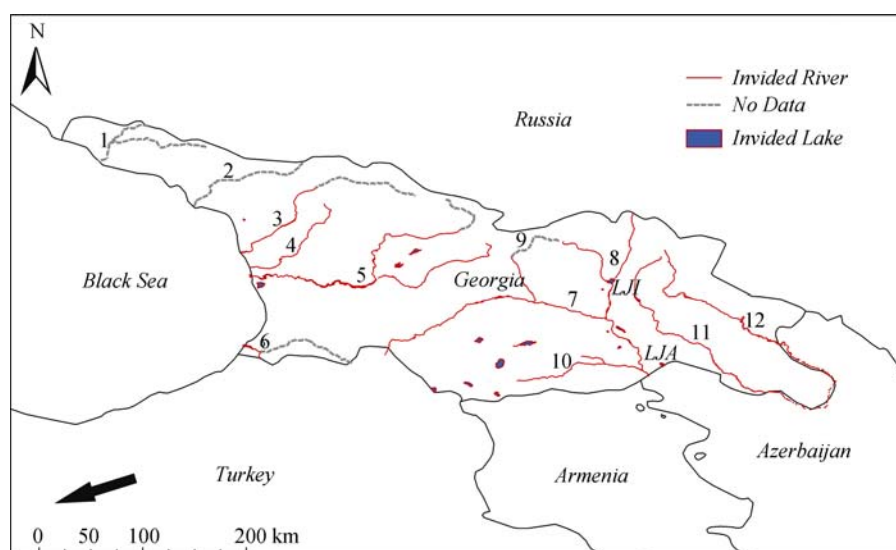 N
Invided River
No Data
Invided Lake
Russia
1
2
3
4
5
6
7
8
9
10
11
12
Black Sea
Georgia
LJI
LJA
Turkey
Armenia
Azerbaijan
0 50 100 200 km